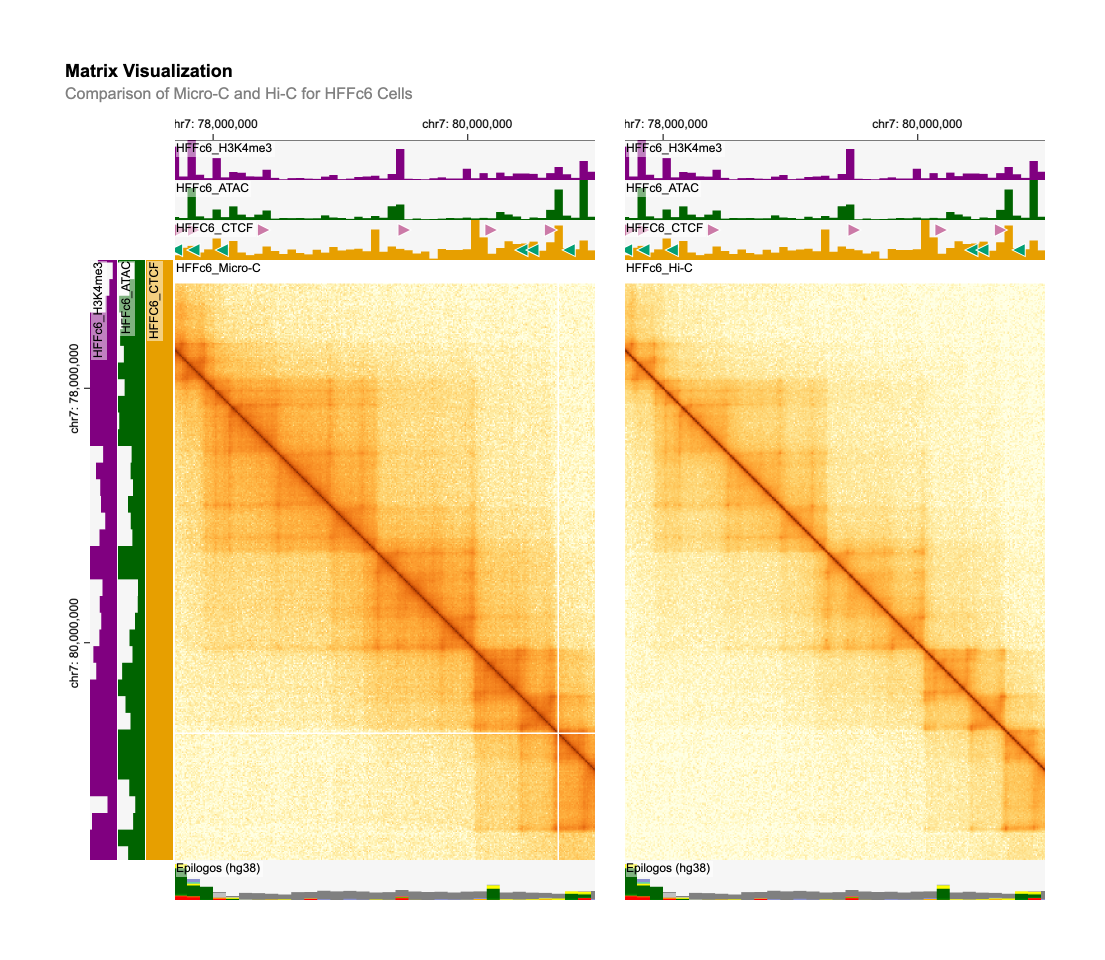 Matrix Visualization
Comparison of Micro-C and Hi-C for HFFc6 Cells
hr7: 78,000,000
chr7: 80,000,000
hr7: 78,000,000
chr7: 80,000,000
HFFc6_H3K4me3
HFFc6_H3K4me3
HFFc6_ATAC
HFFc6_ATAC
HFFC6_CTCF
HFFC6_CTCF
HFFc6_Micro-C
HFFc6_Hi-C
HFFc6_H3K4me3
HFFc6_ATAC
HFFC6_CTCF
chr7: 78,000,000
chr7: 80,000,000
Epilogos (hg38)
Epilogos (hg38)